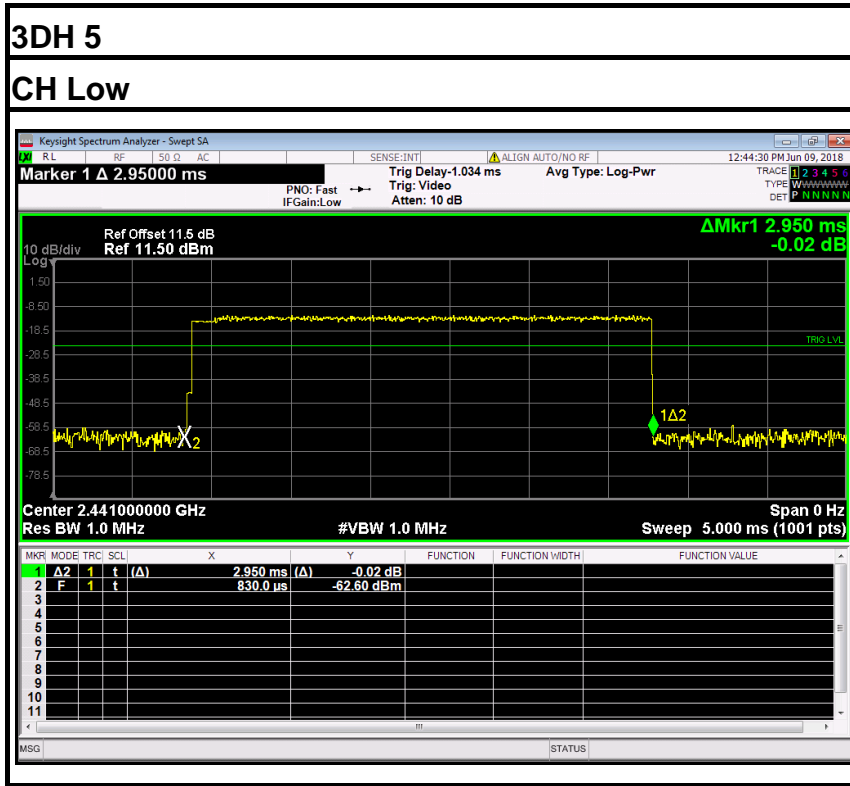 3DH 5
CH Low
Keysight Spectrum Analyzer - Swept SA
LXI RL RF 50 Ω AC SENSE:INT ALIGN AUTO/NO RF 12:44:30 PM Jun 09, 2018
Marker 1 Δ 2.95000 ms
PNO: Fast
IFGain:Low
Trig Delay-1.034 ms
Trig: Video
Atten: 10 dB
Avg Type: Log-Pwr
TRACE 1 2 3 4 5 6
TYPE WWWWWW
DET P N N N N N
ΔMkr1 2.950 ms
-0.02 dB
Ref Offset 11.5 dB
10 dB/div Ref 11.50 dBm
Log
1.50
-8.50
-18.5
TRIG LVL
-28.5
-38.5
-48.5
1Δ2
-58.5
2
-68.5
-78.5
Center 2.441000000 GHz Span 0 Hz
Res BW 1.0 MHz #VBW 1.0 MHz Sweep 5.000 ms (1001 pts)
MKR MODE TRC SCL X Y FUNCTION FUNCTION WIDTH FUNCTION VALUE
1 Δ2 1 t (Δ) 2.950 ms (Δ) -0.02 dB
2 F 1 t 830.0 µs -62.60 dBm
3
4
5
6
7
8
9
10
11
MSG STATUS